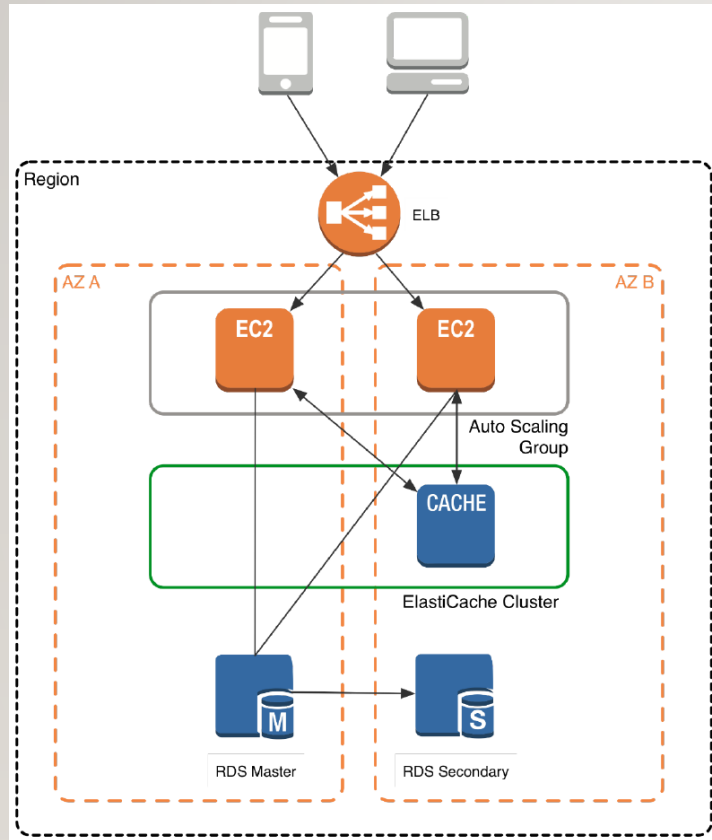 Region
ELB
AZ A
AZ B
EC2
EC2
Auto Scaling
Group
CACHE
ElastiCache Cluster
M
S
RDS Master
RDS Secondary